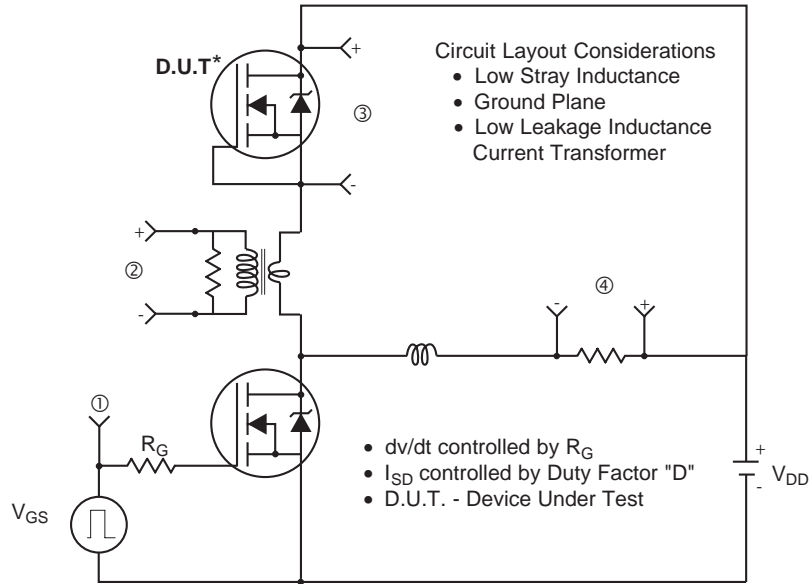 D.U.T*
+
Circuit Layout Considerations
• Low Stray Inductance
• Ground Plane
③
• Low Leakage Inductance
Current Transformer
-
+
②
-
④
-
+
①
R_G
V_GS
• dv/dt controlled by R_G
• I_SD controlled by Duty Factor "D"
• D.U.T. - Device Under Test
+
-
V_DD